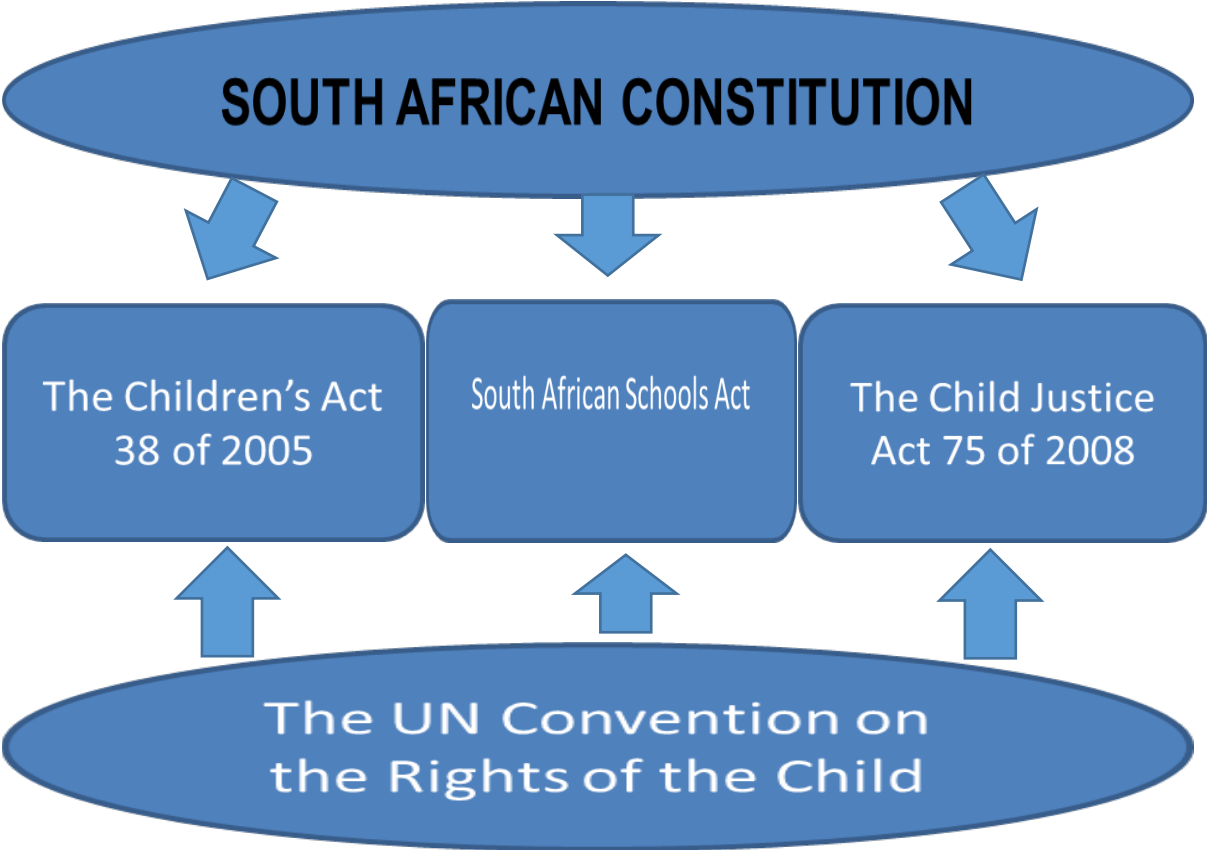 SOUTH AFRICAN CONSTITUTION
The Children’s Act
38 of 2005
South African Schools Act
The Child Justice
Act 75 of 2008
The UN Convention on
the Rights of the Child